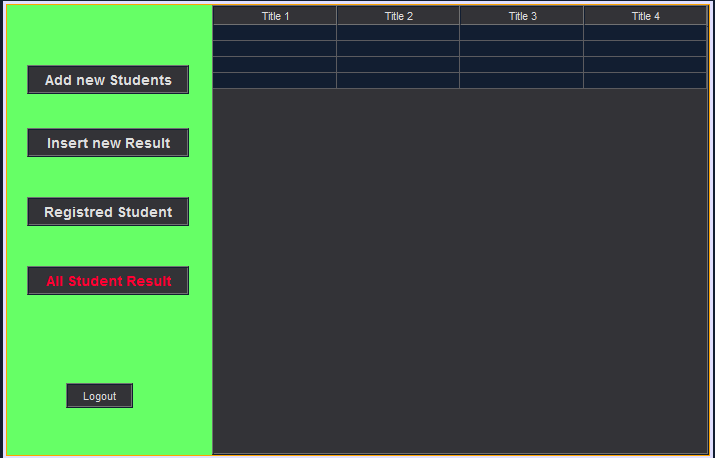 Title 1 Title 2 Title 3 Title 4
Add new Students
Insert new Result
Registred Student
All Student Result
Logout